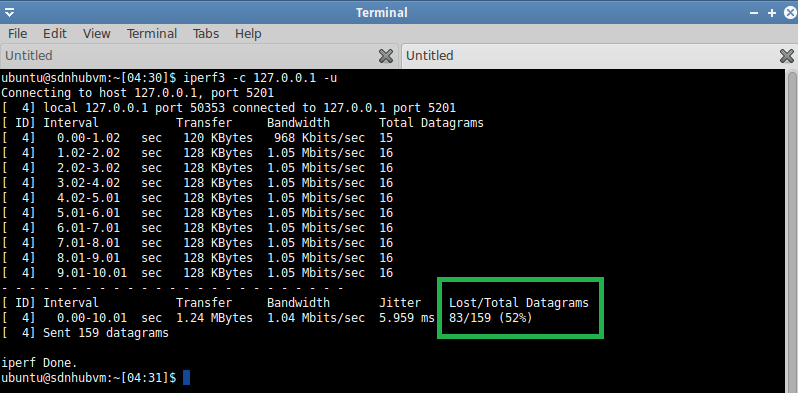 Terminal
File Edit View Terminal Tabs Help
Untitled Untitled
ubuntu@sdnhubvm:~[04:30]$ iperf3 -c 127.0.0.1 -u
Connecting to host 127.0.0.1, port 5201
[  4] local 127.0.0.1 port 50353 connected to 127.0.0.1 port 5201
[ ID] Interval           Transfer     Bandwidth       Total Datagrams
[  4]   0.00-1.02   sec   120 KBytes   968 Kbits/sec  15
[  4]   1.02-2.02   sec   128 KBytes  1.05 Mbits/sec  16
[  4]   2.02-3.02   sec   128 KBytes  1.05 Mbits/sec  16
[  4]   3.02-4.02   sec   128 KBytes  1.05 Mbits/sec  16
[  4]   4.02-5.01   sec   128 KBytes  1.05 Mbits/sec  16
[  4]   5.01-6.01   sec   128 KBytes  1.05 Mbits/sec  16
[  4]   6.01-7.01   sec   128 KBytes  1.05 Mbits/sec  16
[  4]   7.01-8.01   sec   128 KBytes  1.05 Mbits/sec  16
[  4]   8.01-9.01   sec   128 KBytes  1.05 Mbits/sec  16
[  4]   9.01-10.01  sec   128 KBytes  1.05 Mbits/sec  16
- - - - - - - - - - - - - - - - - - - - - - - - -
[ ID] Interval           Transfer     Bandwidth       Jitter    Lost/Total Datagrams
[  4]   0.00-10.01  sec  1.24 MBytes  1.04 Mbits/sec  5.959 ms  83/159 (52%)
[  4] Sent 159 datagrams
iperf Done.
ubuntu@sdnhubvm:~[04:31]$